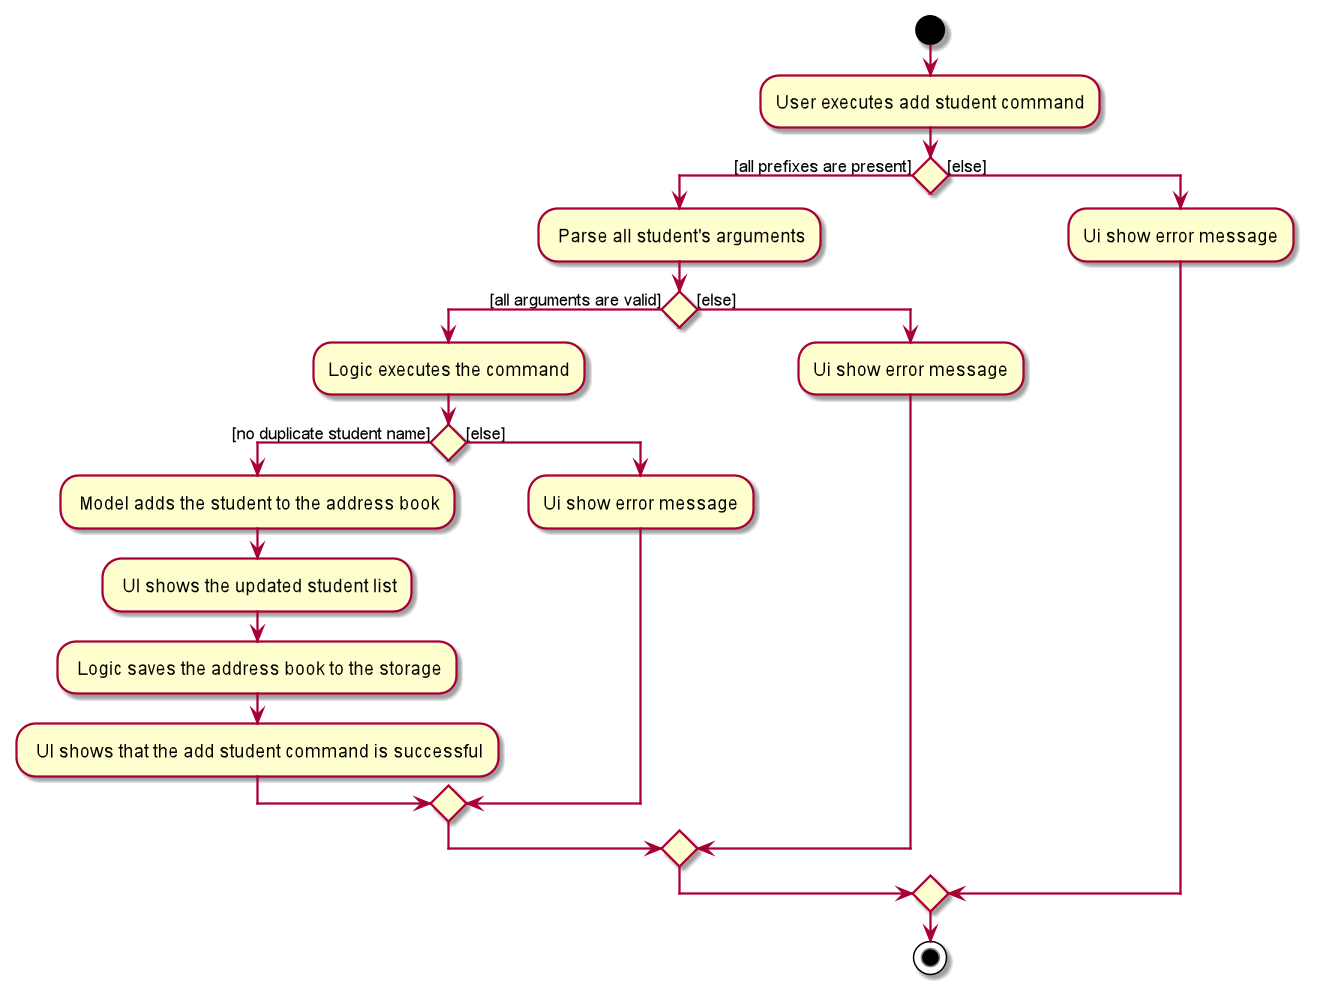 User executes add student command
[all prefixes are present]
[else]
Parse all student's arguments
Ui show error message
[all arguments are valid]
[else]
Logic executes the command
Ui show error message
[no duplicate student name]
[else]
Model adds the student to the address book
Ui show error message
UI shows the updated student list
Logic saves the address book to the storage
UI shows that the add student command is successful